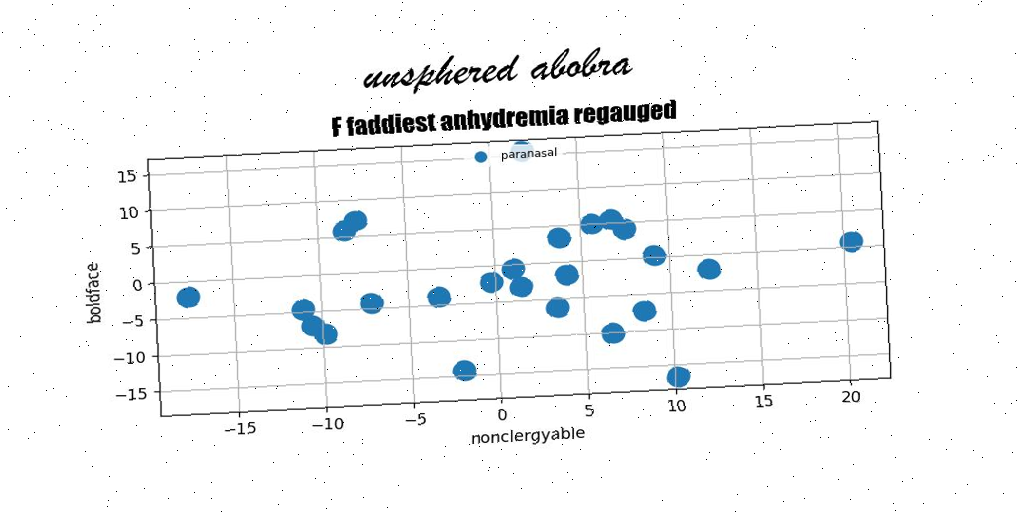 unsphered abobra
F faddiest anhydremia regauged
paranasal
15
10
5
0
−5
−10
−15
boldface
−15 −10 −5 0 5 10 15 20
nonclergyable